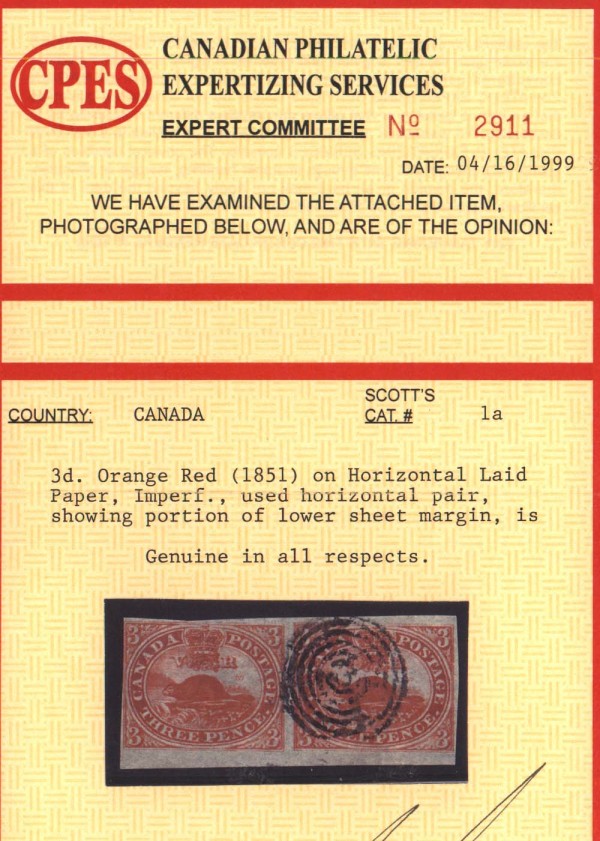 CPES
CANADIAN PHILATELIC
EXPERTIZING SERVICES
EXPERT COMMITTEE Nº 2911
DATE: 04/16/1999
WE HAVE EXAMINED THE ATTACHED ITEM,
PHOTOGRAPHED BELOW, AND ARE OF THE OPINION:
COUNTRY: CANADA
SCOTT'S
CAT. # 1a
3d. Orange Red (1851) on Horizontal Laid
Paper, Imperf., used horizontal pair,
showing portion of lower sheet margin, is
Genuine in all respects.
3 CANADA POSTAGE 3
3 THREE PENCE 3
POSTAGE 3
3 PENCE 3